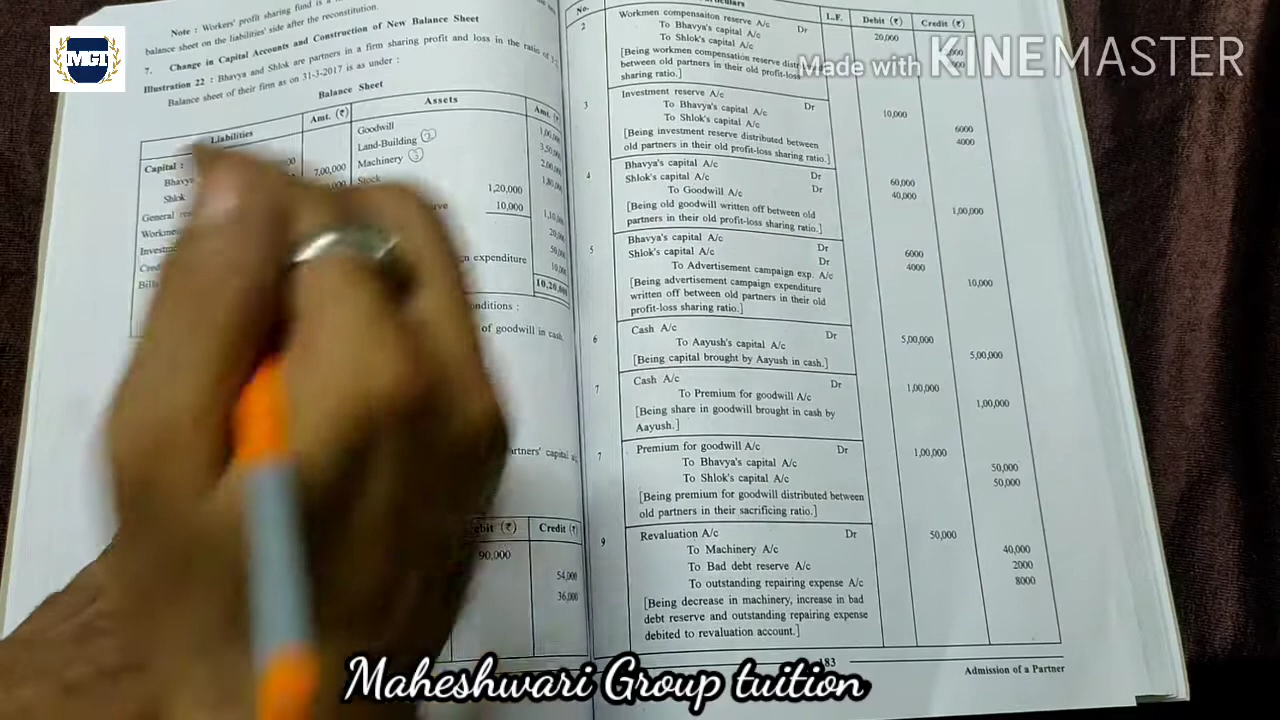 MGT
Made with KINEMASTER
Note : Workers' profit sharing fund is a
balance sheet on the liabilities' side after the reconstitution.
7. Change in Capital Accounts and Construction of New Balance Sheet
Illustration 22 : Bhavya and Shlok are partners in a firm sharing profit and loss in the ratio of 3
Balance sheet of their firm as on 31-3-2017 is as under :
Balance Sheet
Liabilities Amt. (₹) Assets Amt. (₹)
Capital : Goodwill
Land-Building 2
Bhavya 7,00,000 Machinery 3
Shlok Stock
1,20,000
General
10,000
expenditure
10,20,000
of goodwill in cash
capital
(₹) Credit (₹)
90,000
54,000
36,000
No. L.F. Debit (₹) Credit (₹)
2 Workmen compensaiton reserve A/c Dr 20,000
To Bhavya's capital A/c
To Shlok's capital A/c
[Being workmen compensation reserve
between old partners in their old profit-loss
sharing ratio.]
3 Investment reserve A/c Dr 10,000
To Bhavya's capital A/c 6000
To Shlok's capital A/c 4000
[Being investment reserve distributed between
old partners in their old profit-loss sharing ratio.]
4 Bhavya's capital A/c Dr 60,000
Shlok's capital A/c Dr 40,000
To Goodwill A/c 1,00,000
[Being old goodwill written off between old
partners in their old profit-loss sharing ratio.]
5 Bhavya's capital A/c Dr 6000
Shlok's capital A/c Dr 4000
To Advertisement campaign exp. A/c 10,000
[Being advertisement campaign expenditure
written off between old partners in their old
profit-loss sharing ratio.]
6 Cash A/c Dr 5,00,000
To Aayush's capital A/c 5,00,000
[Being capital brought by Aayush in cash.]
7 Cash A/c Dr 1,00,000
To Premium for goodwill A/c 1,00,000
[Being share in goodwill brought in cash by
Aayush.]
7 Premium for goodwill A/c Dr 1,00,000
To Bhavya's capital A/c 50,000
To Shlok's capital A/c 50,000
[Being premium for goodwill distributed between
old partners in their sacrificing ratio.]
9 Revaluation A/c Dr 50,000
To Machinery A/c 40,000
To Bad debt reserve A/c 2000
To outstanding repairing expense A/c 8000
[Being decrease in machinery, increase in bad
debt reserve and outstanding repairing expense
debited to revaluation account.]
83 Admission of a Partner
Maheshwari Group tuition